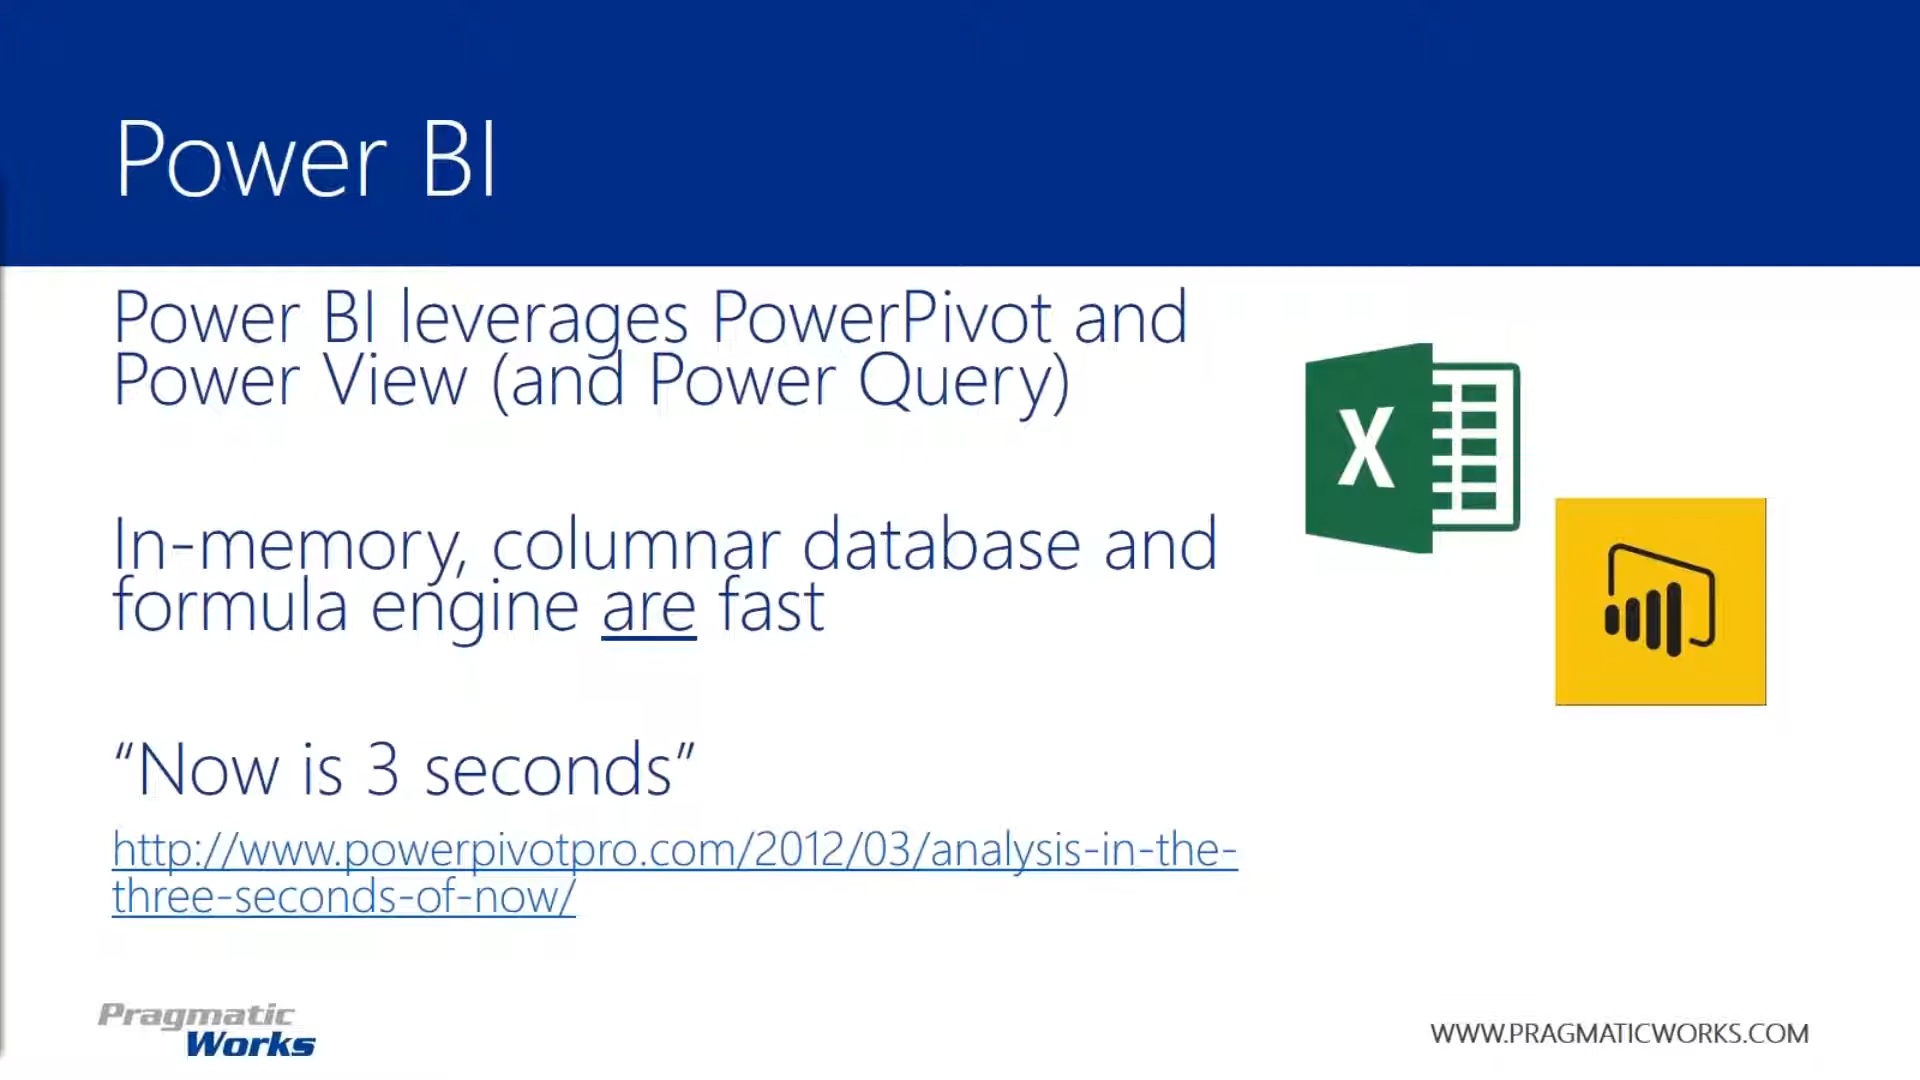 Power BI
Power BI leverages PowerPivot and
Power View (and Power Query)
In-memory, columnar database and
formula engine are fast
“Now is 3 seconds”
http://www.powerpivotpro.com/2012/03/analysis-in-the-
three-seconds-of-now/
X
Pragmatic
Works
WWW.PRAGMATICWORKS.COM